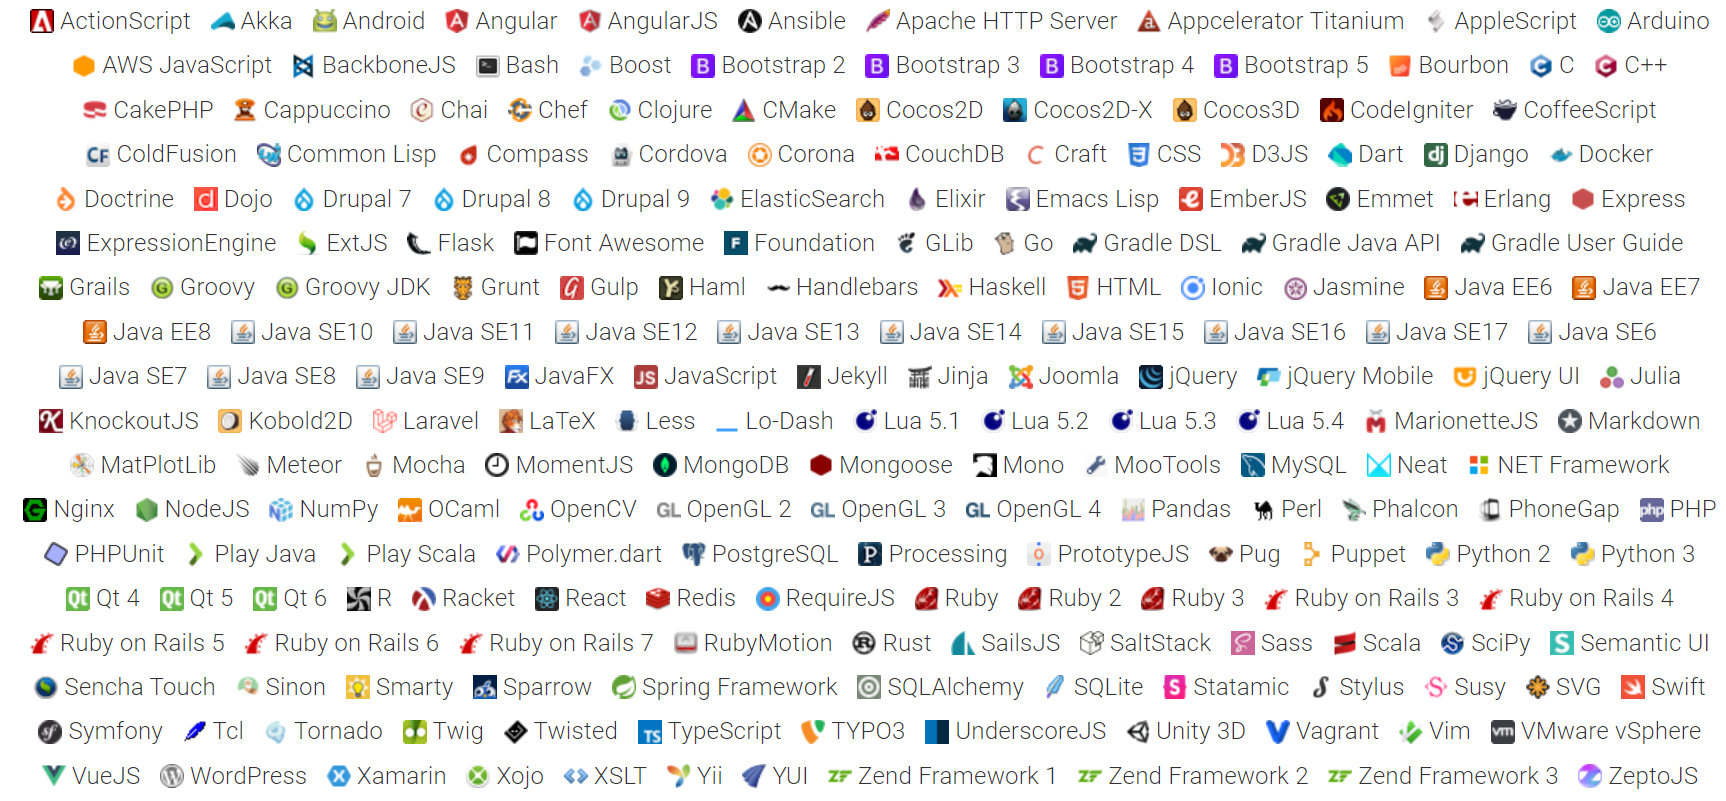 ActionScript Akka Android Angular AngularJS Ansible Apache HTTP Server Appcelerator Titanium AppleScript Arduino
AWS JavaScript BackboneJS Bash Boost Bootstrap 2 Bootstrap 3 Bootstrap 4 Bootstrap 5 Bourbon C C++
CakePHP Cappuccino Chai Chef Clojure CMake Cocos2D Cocos2D-X Cocos3D CodeIgniter CoffeeScript
ColdFusion Common Lisp Compass Cordova Corona CouchDB Craft CSS D3JS Dart Django Docker
Doctrine Dojo Drupal 7 Drupal 8 Drupal 9 ElasticSearch Elixir Emacs Lisp EmberJS Emmet Erlang Express
ExpressionEngine ExtJS Flask Font Awesome Foundation GLib Go Gradle DSL Gradle Java API Gradle User Guide
Grails Groovy Groovy JDK Grunt Gulp Haml Handlebars Haskell HTML Ionic Jasmine Java EE6 Java EE7
Java EE8 Java SE10 Java SE11 Java SE12 Java SE13 Java SE14 Java SE15 Java SE16 Java SE17 Java SE6
Java SE7 Java SE8 Java SE9 JavaFX JavaScript Jekyll Jinja Joomla jQuery jQuery Mobile jQuery UI Julia
KnockoutJS Kobold2D Laravel LaTeX Less Lo-Dash Lua 5.1 Lua 5.2 Lua 5.3 Lua 5.4 MarionetteJS Markdown
MatPlotLib Meteor Mocha MomentJS MongoDB Mongoose Mono MooTools MySQL Neat NET Framework
Nginx NodeJS NumPy OCaml OpenCV OpenGL 2 OpenGL 3 OpenGL 4 Pandas Perl Phalcon PhoneGap PHP
PHPUnit Play Java Play Scala Polymer.dart PostgreSQL Processing PrototypeJS Pug Puppet Python 2 Python 3
Qt 4 Qt 5 Qt 6 R Racket React Redis RequireJS Ruby Ruby 2 Ruby 3 Ruby on Rails 3 Ruby on Rails 4
Ruby on Rails 5 Ruby on Rails 6 Ruby on Rails 7 RubyMotion Rust SailsJS SaltStack Sass Scala SciPy Semantic UI
Sencha Touch Sinon Smarty Sparrow Spring Framework SQLAlchemy SQLite Statamic Stylus Susy SVG Swift
Symfony Tcl Tornado Twig Twisted TypeScript TYPO3 UnderscoreJS Unity 3D Vagrant Vim VMware vSphere
VueJS WordPress Xamarin Xojo XSLT Yii YUI Zend Framework 1 Zend Framework 2 Zend Framework 3 ZeptoJS